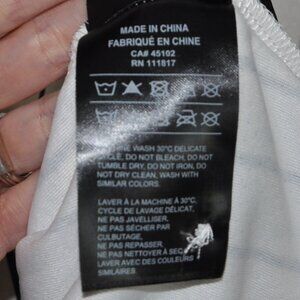 MADE IN CHINA
FABRIQUÉ EN CHINE
CA# 45102
RN 111817
WASH 30°C DELICATE
DO NOT BLEACH, DO NOT
TUMBLE DRY, DO NOT IRON, DO
NOT DRY CLEAN, WASH WITH
SIMILAR COLORS.
LAVER À LA MACHINE À 30°C,
CYCLE DE LAVAGE DÉLICAT
NE PAS JAVELLISER,
NE PAS SÉCHER PAR
CULBUTAGE,
NE PAS REPASSER
NE PAS NETTOYER À SEC
LAVER AVEC DES COULEURS
SIMILAIRES